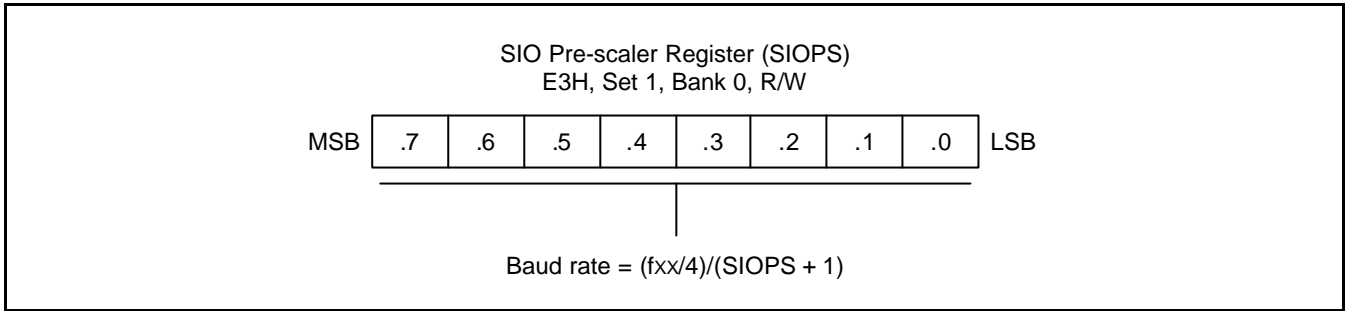 SIO Pre-scaler Register (SIOPS)
E3H, Set 1, Bank 0, R/W
MSB .7 .6 .5 .4 .3 .2 .1 .0 LSB
Baud rate = (fxx/4)/(SIOPS + 1)